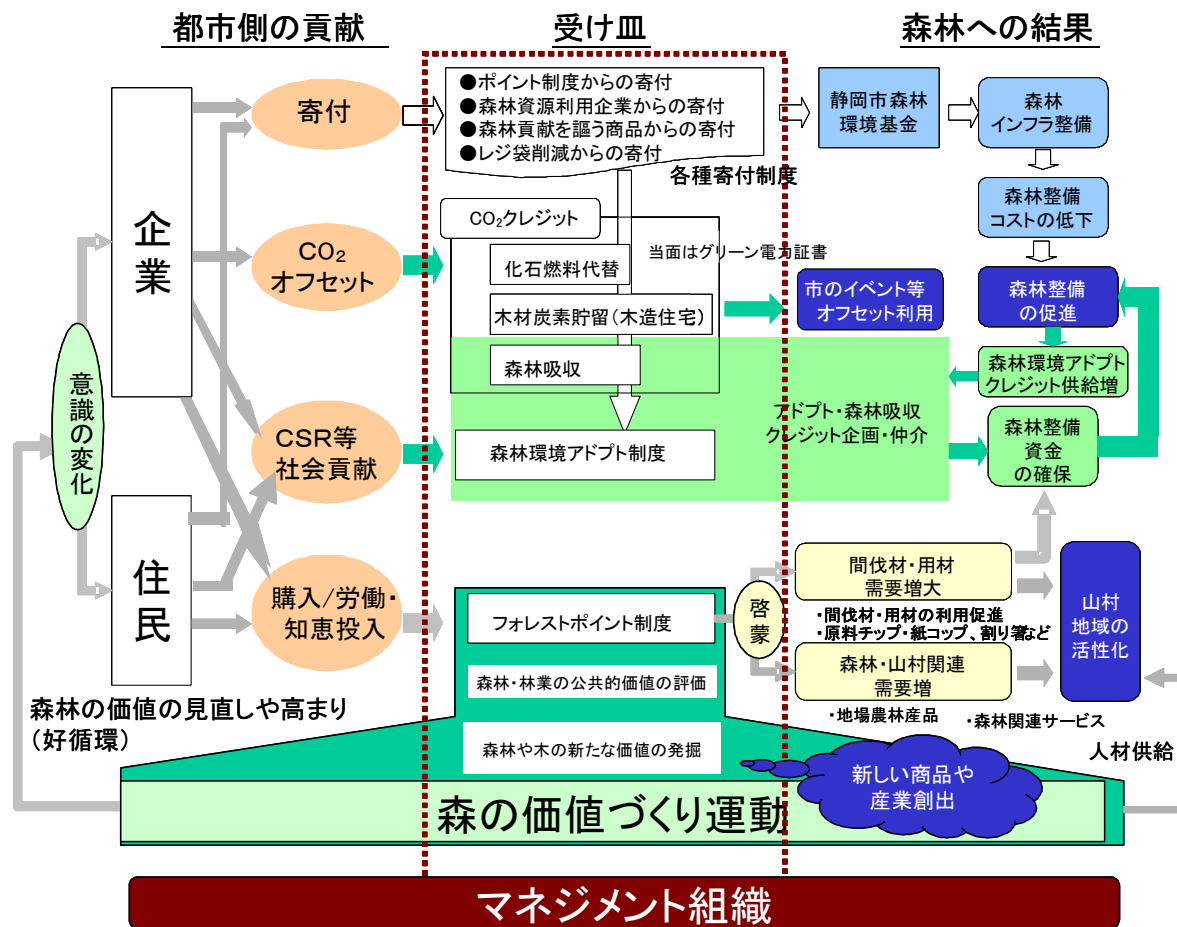 都市側の貢献
受け皿
森林への結果
企業
住民
意識の変化
寄付
CO₂
オフセット
CSR等
社会貢献
購入/労働・
知恵投入
●ポイント制度からの寄付
●森林資源利用企業からの寄付
●森林貢献を謳う商品からの寄付
●レジ袋削減からの寄付
各種寄付制度
CO₂クレジット
当面はグリーン電力証書
化石燃料代替
木材炭素貯留(木造住宅)
森林吸収
森林環境アドプト制度
アドプト・森林吸収
クレジット企画・仲介
静岡市森林
環境基金
森林
インフラ整備
森林整備
コストの低下
市のイベント等
オフセット利用
森林整備
の促進
森林環境アドプト
クレジット供給増
森林整備
資金
の確保
フォレストポイント制度
森林・林業の公共的価値の評価
森林や木の新たな価値の発掘
啓蒙
間伐材・用材
需要増大
・間伐材・用材の利用促進
・原料チップ・紙コップ、割り箸など
森林・山村関連
需要増
・地場農林産品
・森林関連サービス
山村
地域の
活性化
人材供給
森林の価値の見直しや高まり
(好循環)
新しい商品や
産業創出
森の価値づくり運動
マネジメント組織